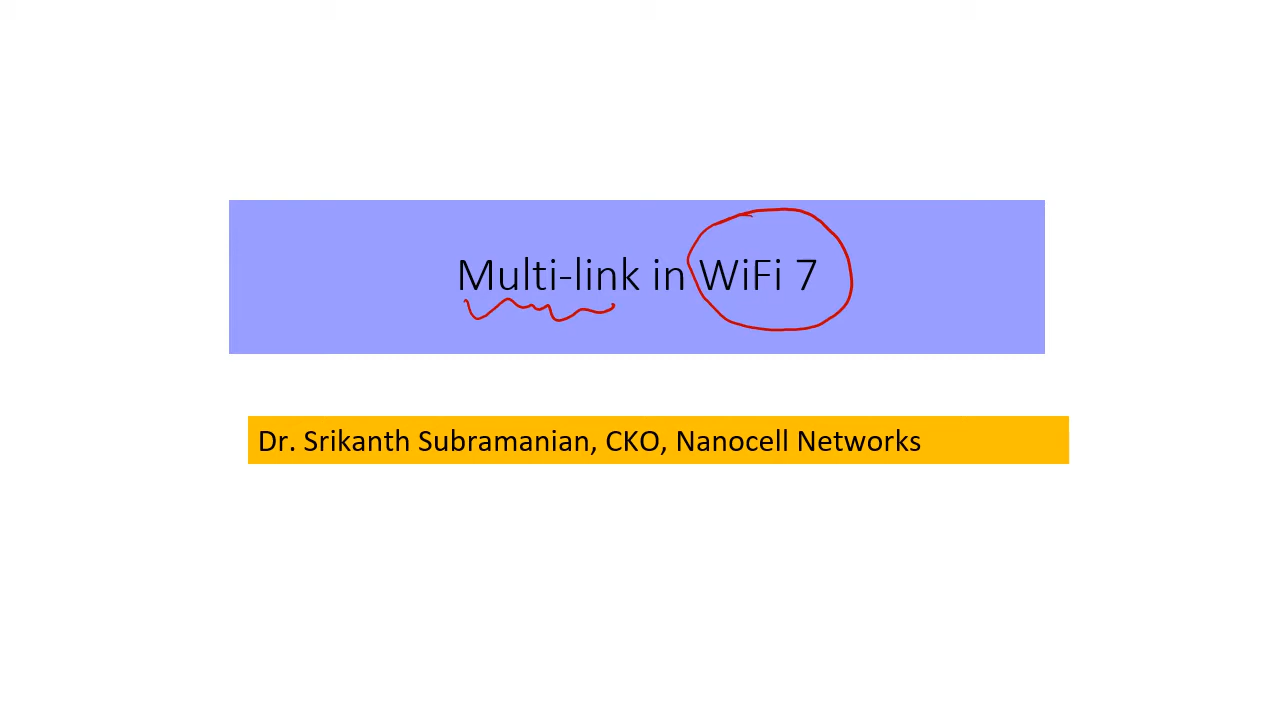 Multi-link in WiFi 7
Dr. Srikanth Subramanian, CKO, Nanocell Networks